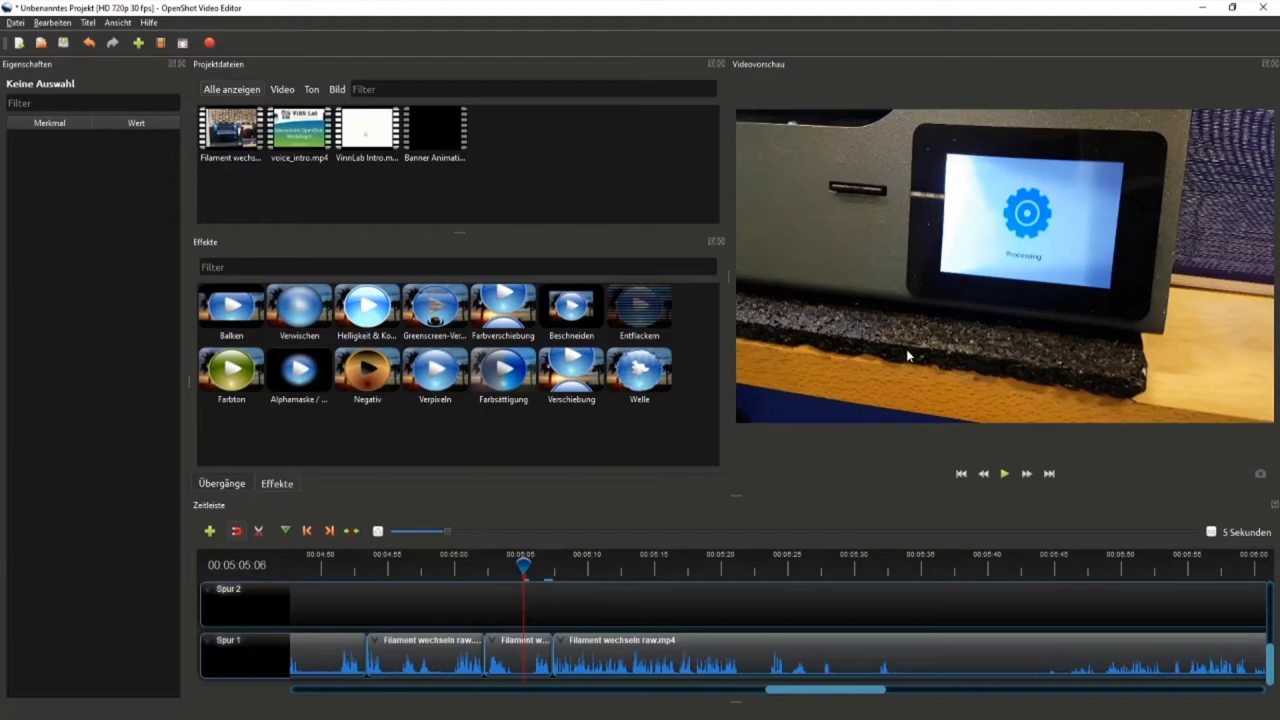 * Unbenanntes Projekt [HD 720p 30 fps] - OpenShot Video Editor
Datei Bearbeiten Titel Ansicht Hilfe
Eigenschaften
Projektdateien
Videovorschau
Keine Auswahl
Alle anzeigen Video Ton Bild Filter
Filter
Merkmal Wert
Filament wechs... voice_intro.mp4 VinnLab Intro.m... Banner Animati...
Effekte
Filter
Balken Verwischen Helligkeit & Ko... Greenscreen-Ver... Farbverschiebung Beschneiden Entflackern
Farbton Alphamaske / ... Negativ Verpixeln Farbsättigung Verschiebung Welle
Processing
Übergänge Effekte
Zeitleiste
5 Sekunden
00:04:50 00:04:55 00:05:00 00:05:05 00:05:10 00:05:15 00:05:20 00:05:25 00:05:30 00:05:35 00:05:40 00:05:45 00:05:50 00:05:55 00:06:00
00:05:05:06
Spur 2
Spur 1
Filament wechseln raw.... Filament w... Filament wechseln raw.mp4